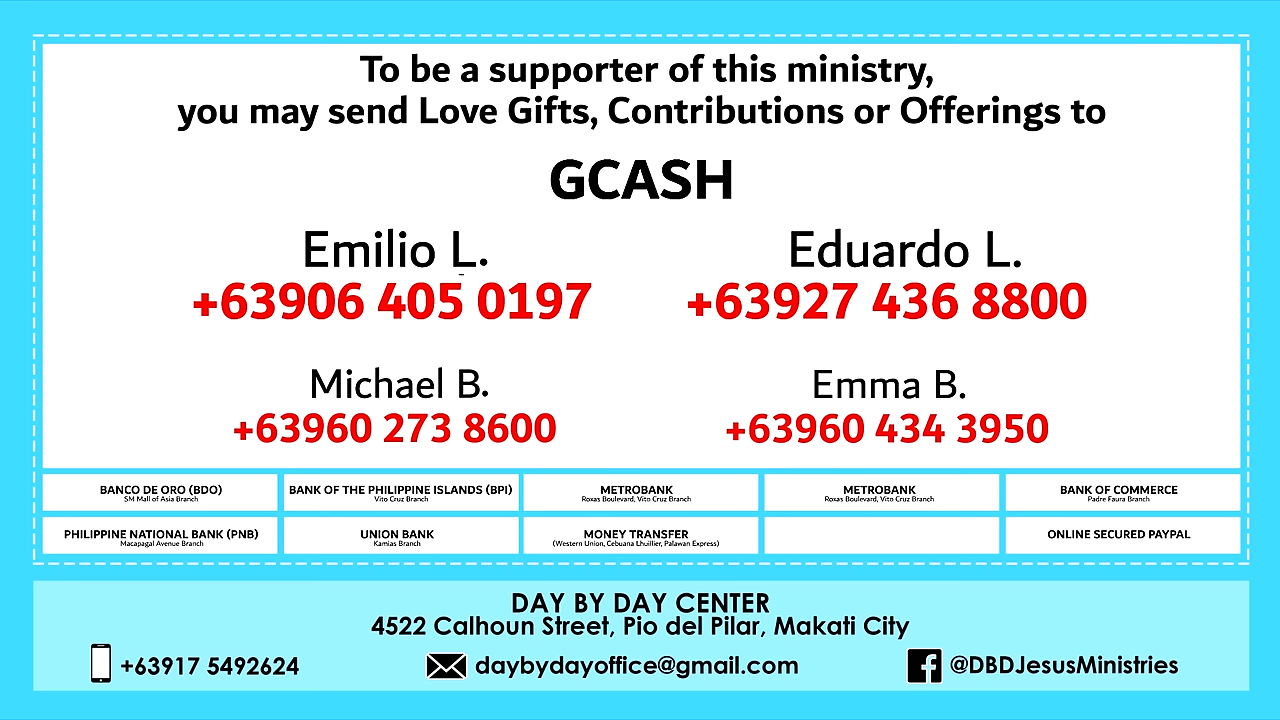 To be a supporter of this ministry,
you may send Love Gifts, Contributions or Offerings to
GCASH
Emilio L.
+63906 405 0197
Eduardo L.
+63927 436 8800
Michael B.
+63960 273 8600
Emma B.
+63960 434 3950
BANCO DE ORO (BDO)
SM Mall of Asia Branch
BANK OF THE PHILIPPINE ISLANDS (BPI)
Vito Cruz Branch
METROBANK
Roxas Boulevard, Vito Cruz Branch
METROBANK
Roxas Boulevard, Vito Cruz Branch
BANK OF COMMERCE
Padre Faura Branch
PHILIPPINE NATIONAL BANK (PNB)
Macapagal Avenue Branch
UNION BANK
Kamias Branch
MONEY TRANSFER
(Western Union, Cebuana Lhuillier, Palawan Express)
ONLINE SECURED PAYPAL
DAY BY DAY CENTER
4522 Calhoun Street, Pio del Pilar, Makati City
+63917 5492624
daybydayoffice@gmail.com
@DBDJesusMinistries